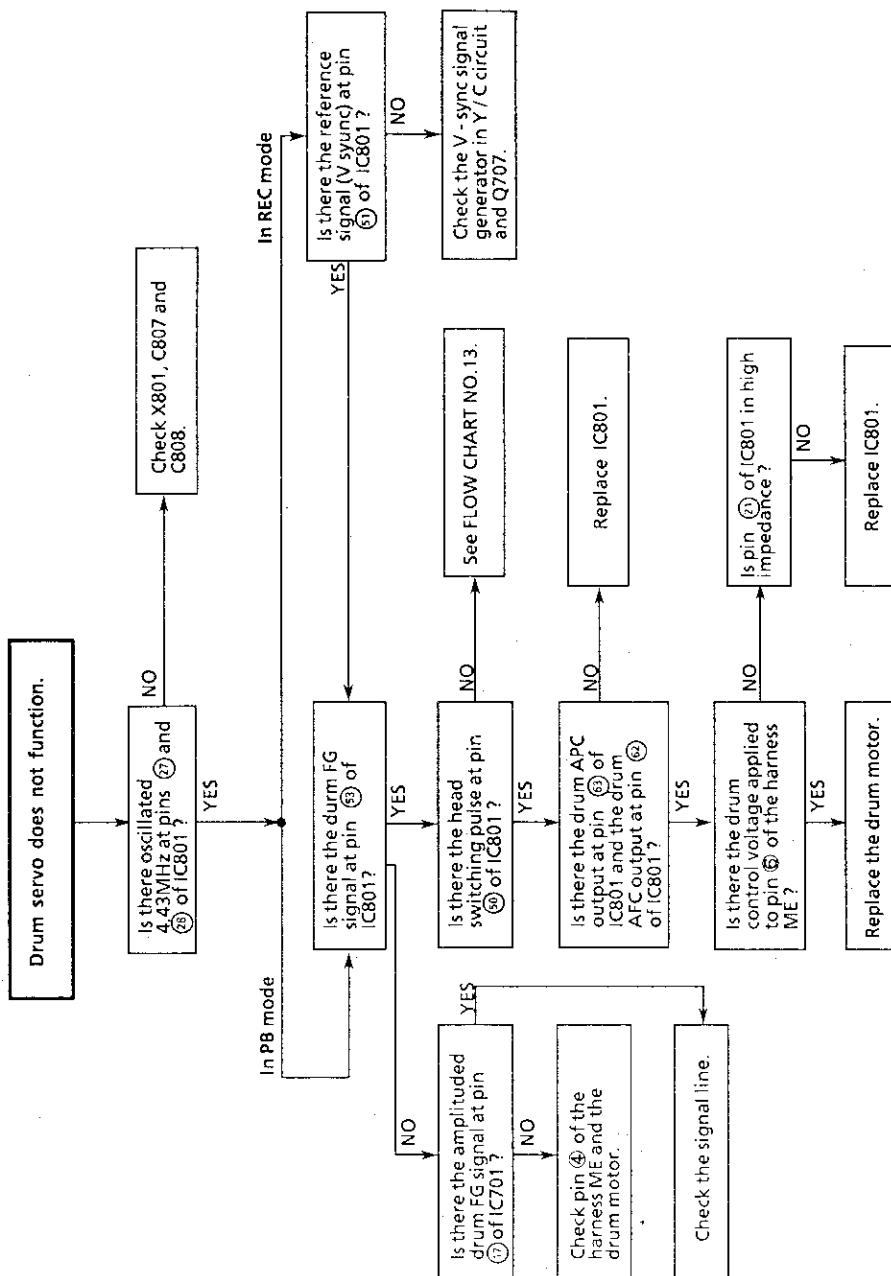 Drum servo does not function.
Is there oscillated
4.43MHz at pins ㉗ and
㉘ of IC801 ?
NO
Check X801, C807 and
C808.
YES
In PB mode
In REC mode
Is there the reference
signal (V syunc) at pin
51 of IC801 ?
YES
NO
Check the V - sync signal
generator in Y / C circuit
and Q707.
Is there the durm FG
signal at pin 53 of
IC801?
NO
YES
Is there the amplituded
drum FG signal at pin
⑰ of IC701 ?
YES
NO
Check pin ④ of the
harness ME and the
drum motor.
Check the signal line.
Is there the head
switching pulse at pin
㊿ of IC801 ?
NO
See FLOW CHART NO.13.
YES
Is there the drum APC
output at pin 63 of
IC801 and the drum
AFC output at pin 62
of IC801 ?
NO
Replace IC801.
YES
Is there the drum
control voltage applied
to pin ⑥ of the harness
ME ?
NO
Is pin ㉑ of IC801 in high
impedance ?
NO
Replace IC801.
YES
Replace the drum motor.